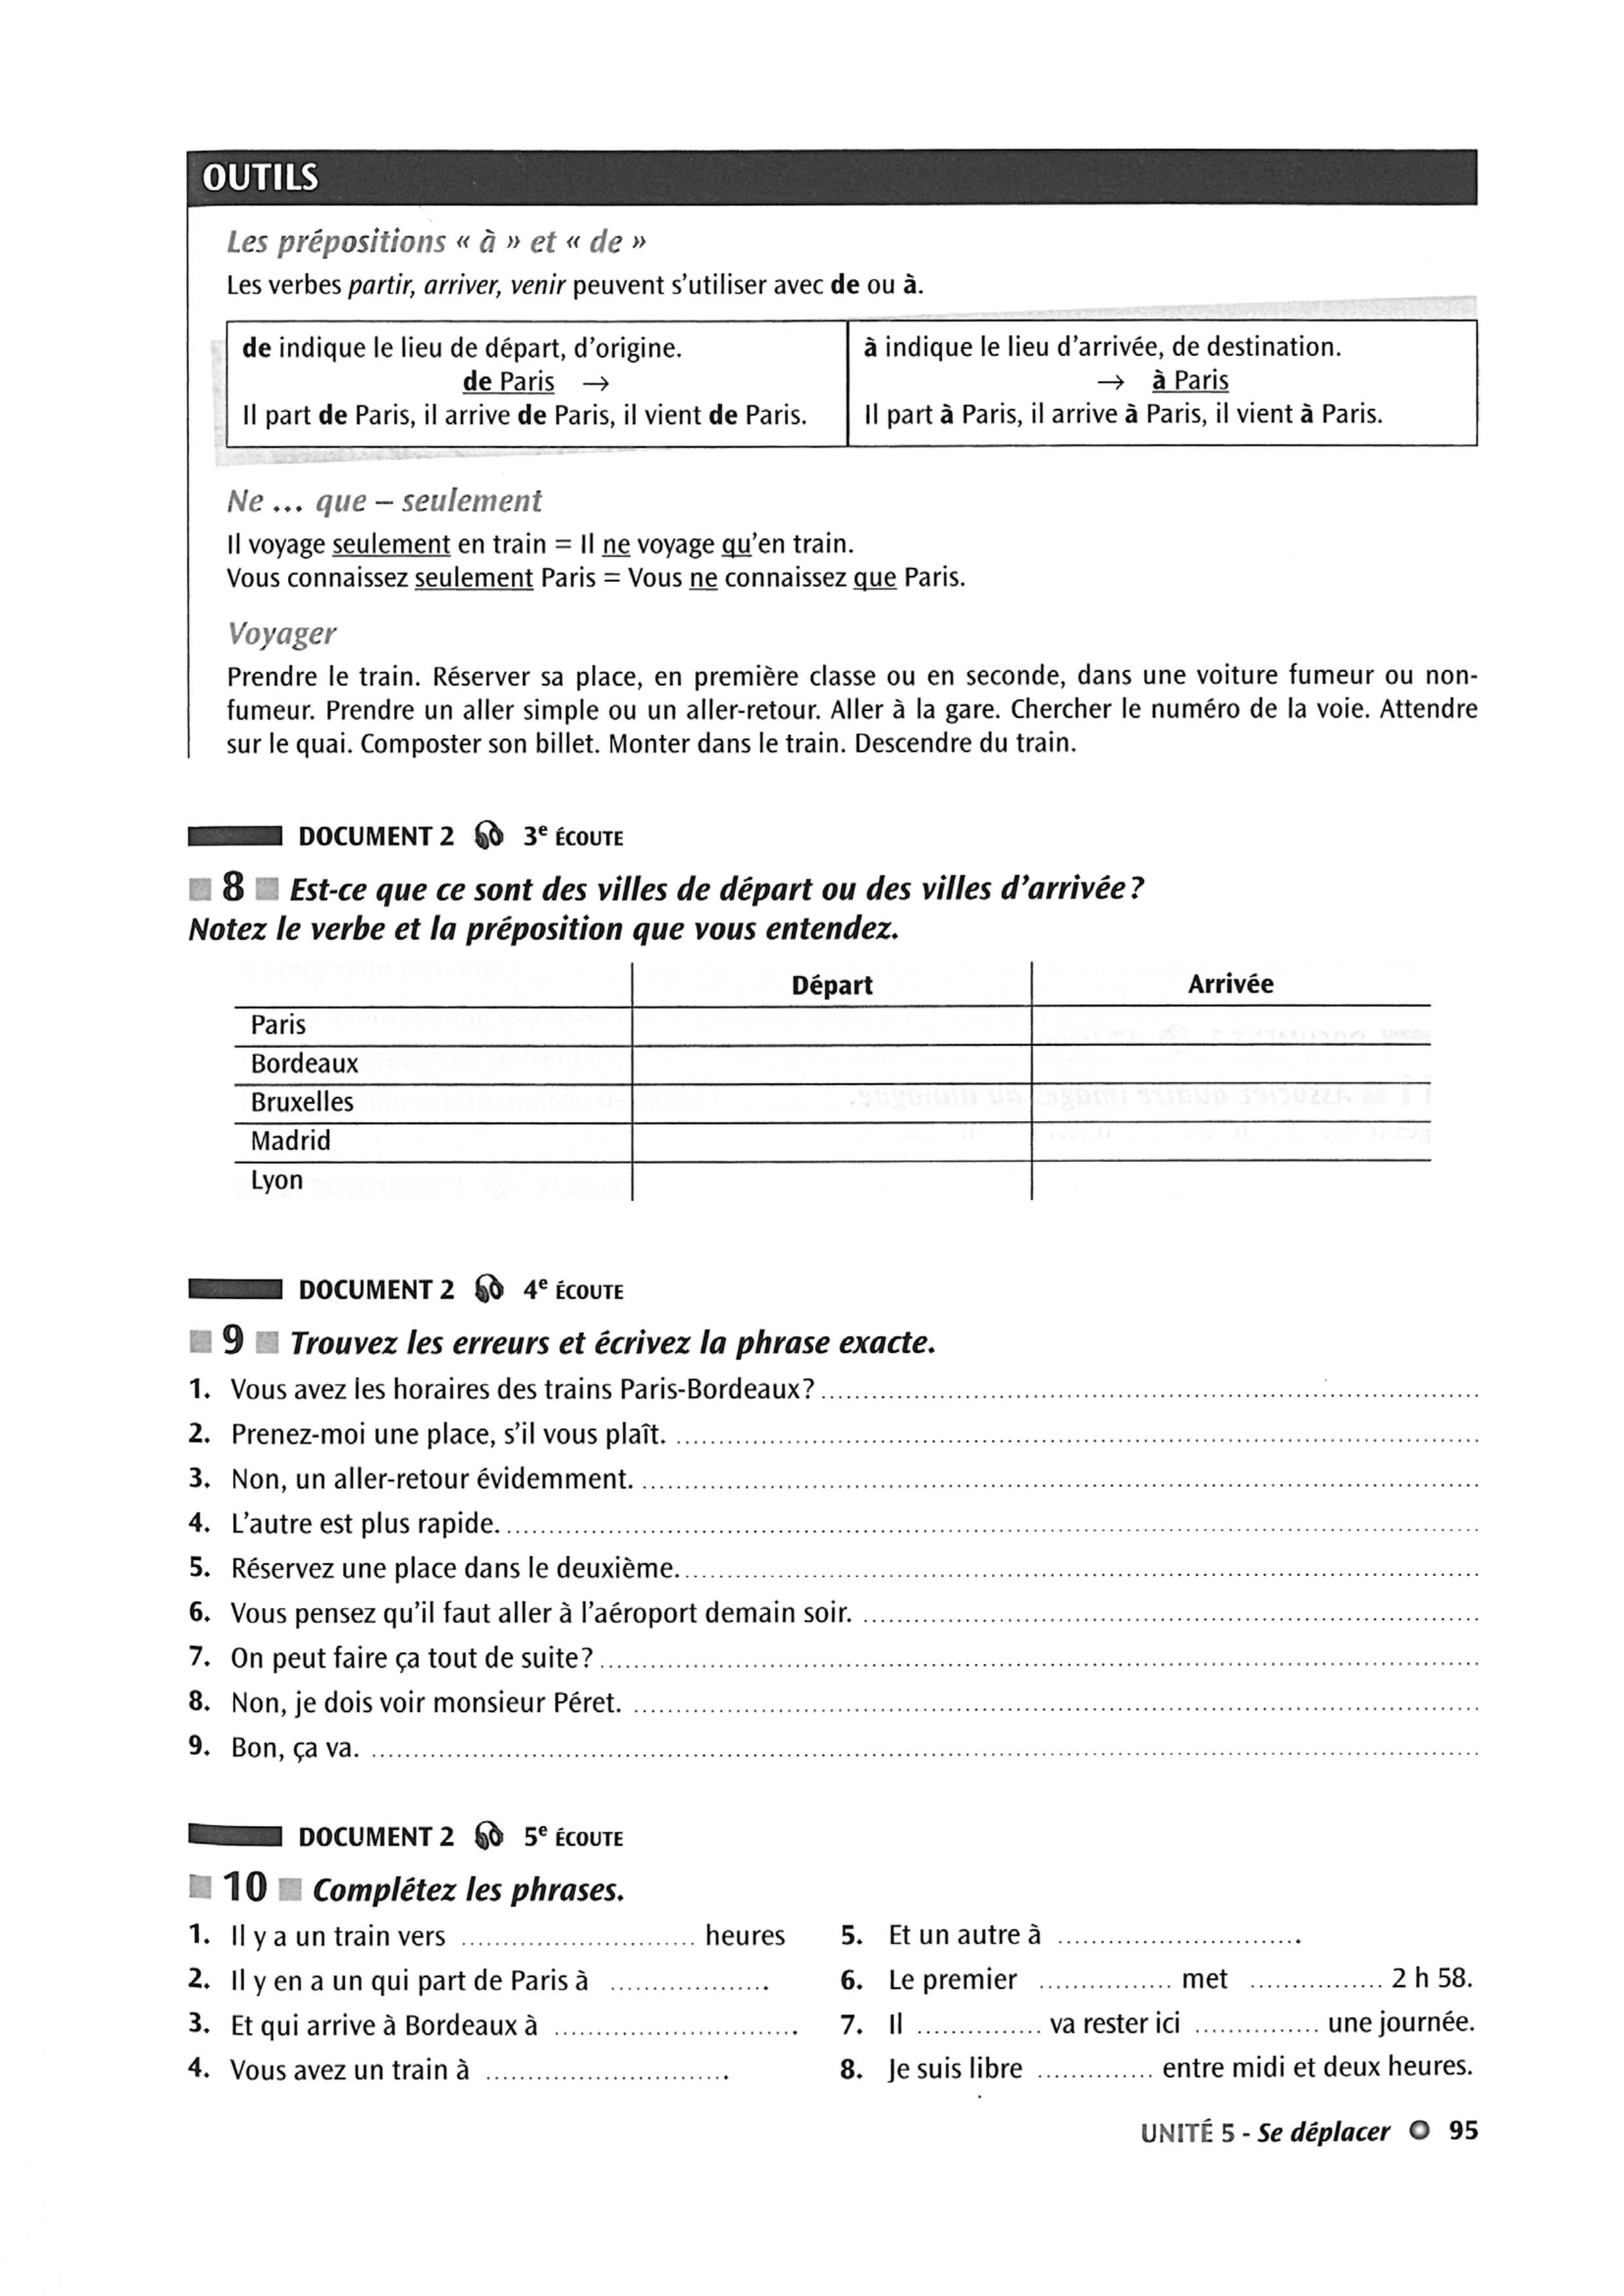 OUTILS
Les prépositions « à » et « de »
Les verbes partir, arriver, venir peuvent s'utiliser avec de ou à.
de indique le lieu de départ, d'origine.
de Paris →
Il part de Paris, il arrive de Paris, il vient de Paris.
à indique le lieu d'arrivée, de destination.
→ à Paris
Il part à Paris, il arrive à Paris, il vient à Paris.
Ne ... que – seulement
Il voyage seulement en train = Il ne voyage qu'en train.
Vous connaissez seulement Paris = Vous ne connaissez que Paris.
Voyager
Prendre le train. Réserver sa place, en première classe ou en seconde, dans une voiture fumeur ou non-
fumeur. Prendre un aller simple ou un aller-retour. Aller à la gare. Chercher le numéro de la voie. Attendre
sur le quai. Composter son billet. Monter dans le train. Descendre du train.
DOCUMENT 2 3e ÉCOUTE
8 Est-ce que ce sont des villes de départ ou des villes d'arrivée ?
Notez le verbe et la préposition que vous entendez.
Départ Arrivée
Paris
Bordeaux
Bruxelles
Madrid
Lyon
DOCUMENT 2 4e ÉCOUTE
9 Trouvez les erreurs et écrivez la phrase exacte.
1. Vous avez les horaires des trains Paris-Bordeaux ? ..........
2. Prenez-moi une place, s'il vous plaît. ..........
3. Non, un aller-retour évidemment. ..........
4. L'autre est plus rapide. ..........
5. Réservez une place dans le deuxième. ..........
6. Vous pensez qu'il faut aller à l'aéroport demain soir. ..........
7. On peut faire ça tout de suite ? ..........
8. Non, je dois voir monsieur Péret. ..........
9. Bon, ça va. ..........
DOCUMENT 2 5e ÉCOUTE
10 Complétez les phrases.
1. Il y a un train vers .......... heures
2. Il y en a un qui part de Paris à .......... .
3. Et qui arrive à Bordeaux à .......... .
4. Vous avez un train à .......... .
5. Et un autre à .......... .
6. Le premier .......... met .......... 2 h 58.
7. Il .......... va rester ici .......... une journée.
8. Je suis libre .......... entre midi et deux heures.
UNITÉ 5 - Se déplacer 95